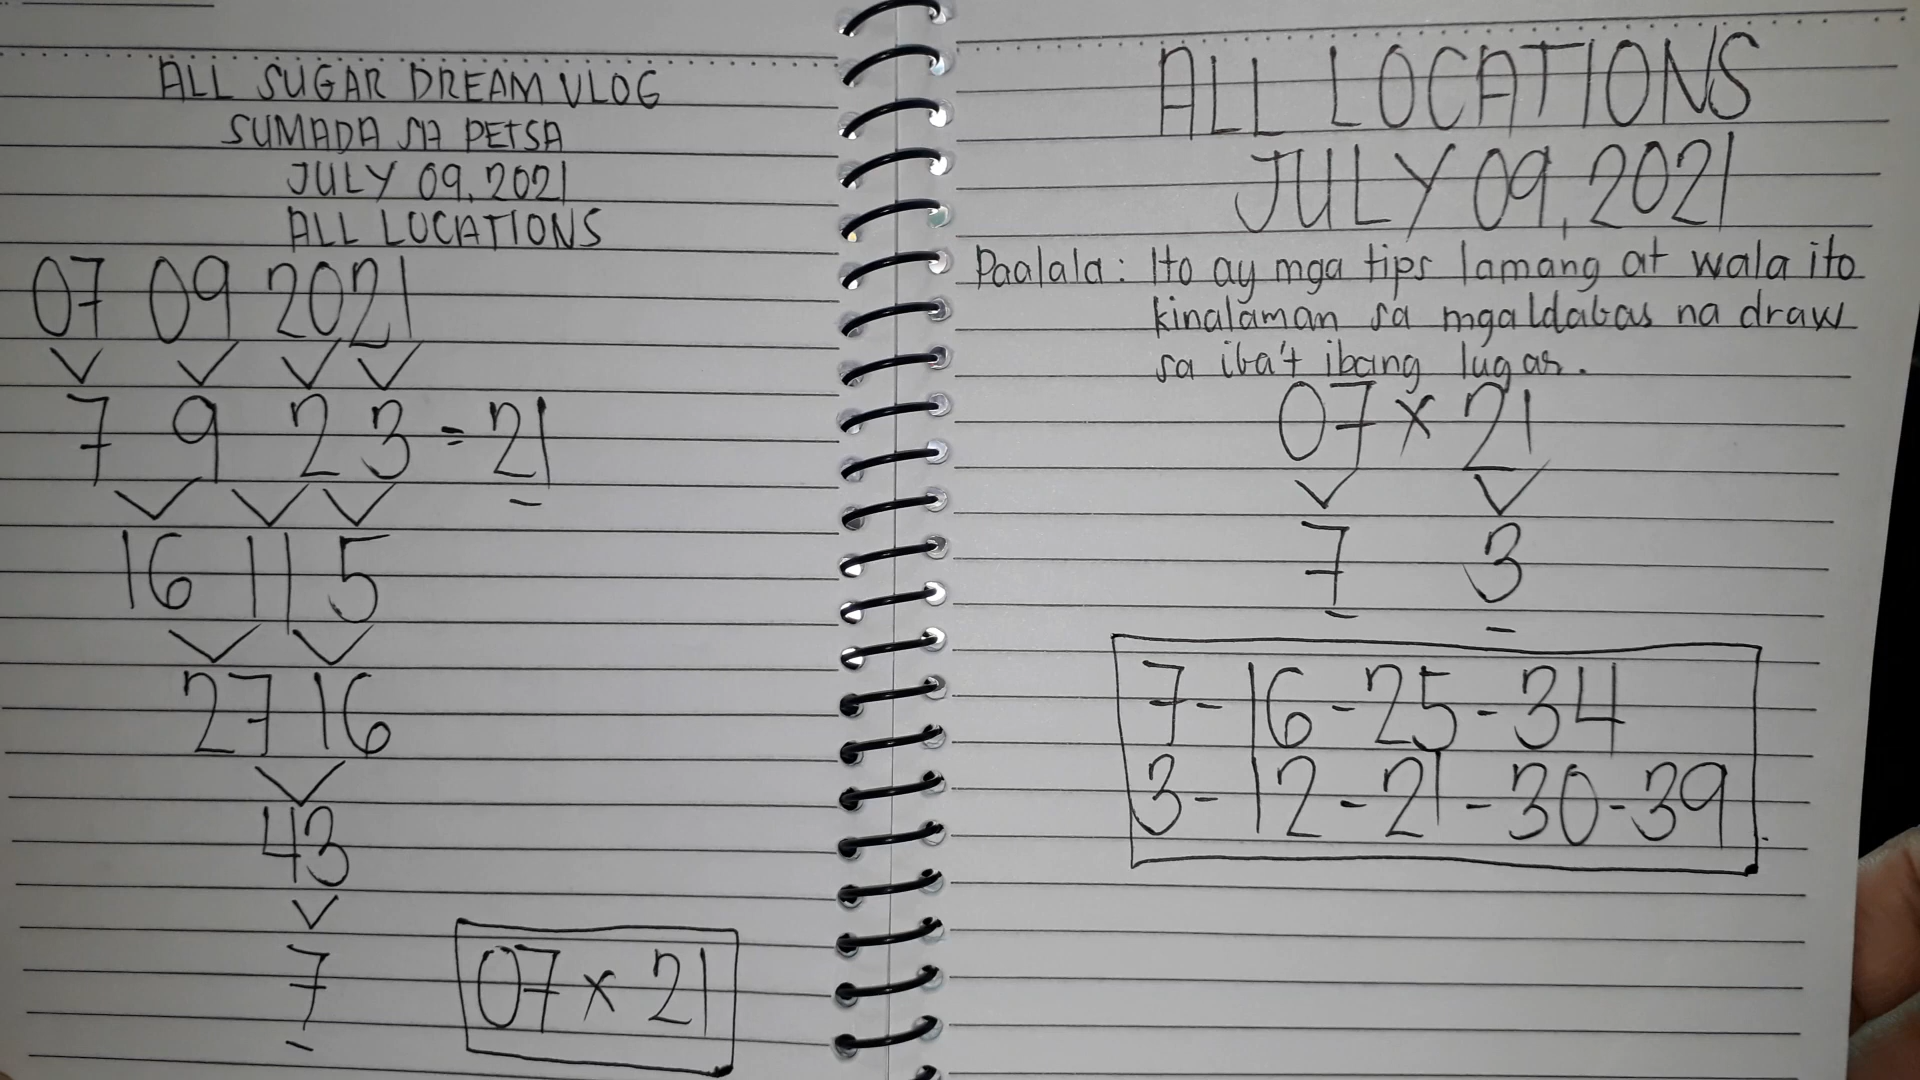 ALL SUGAR DREAM VLOG
SUMADA SA PETSA
JULY 09, 2021
ALL LOCATIONS
07 09 2021
7 9 2 3 = 21
16 11 5
27 16
43
7
07 x 21
ALL LOCATIONS
JULY 09, 2021
Paalala: Ito ay mga tips lamang at wala ito
kinalaman sa mga ldabas na draw
sa iba't ibang lugar.
07 x 21
7 3
7-16-25-34
3-12-21-30-39